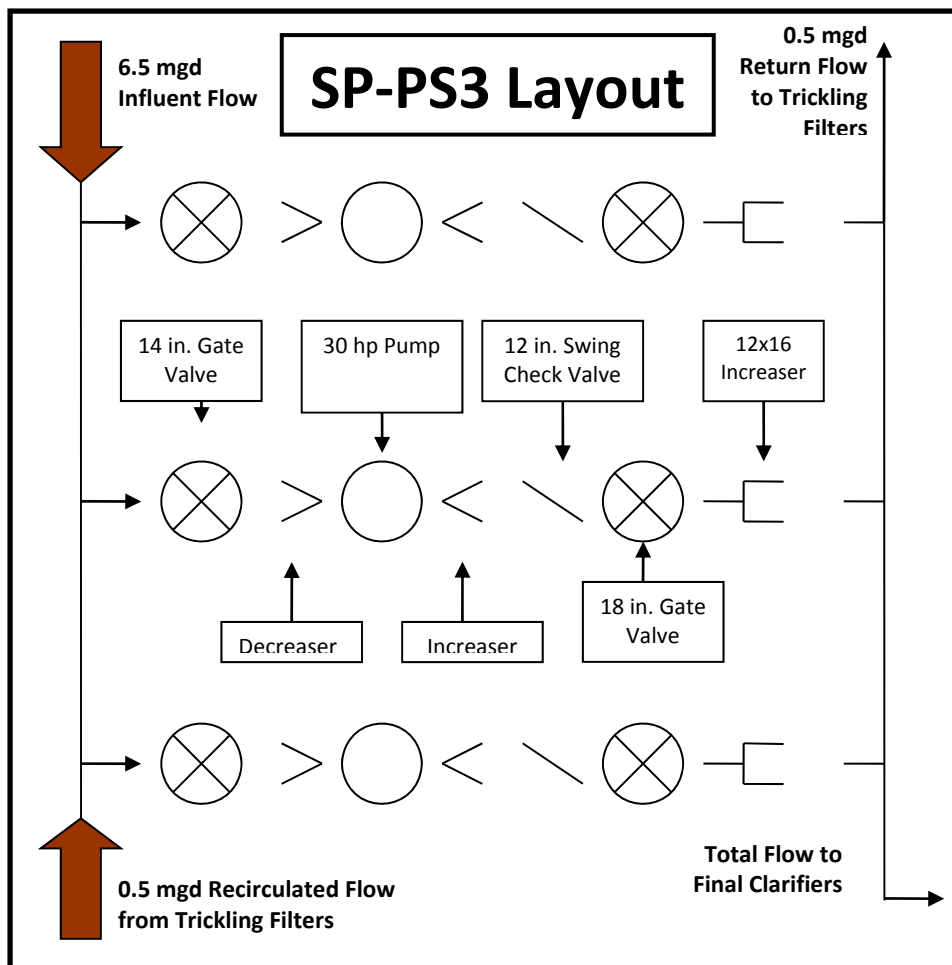 6.5 mgd
Influent Flow
SP-PS3 Layout
0.5 mgd
Return Flow
to Trickling
Filters
14 in. Gate
Valve
30 hp Pump
12 in. Swing
Check Valve
12x16
Increaser
Decreaser
Increaser
18 in. Gate
Valve
0.5 mgd Recirculated Flow
from Trickling Filters
Total Flow to
Final Clarifiers